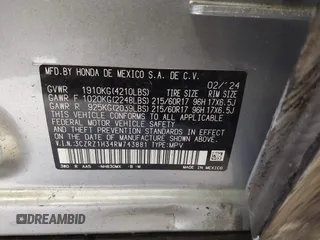 MFD.BY HONDA DE MEXICO S.A. DE C.V.
02/'24
GVWR 1910KG(4210LBS)
GAWR F 1020KG(2248LBS) 215/60R17 96H 17X6.5J
GAWR R 925KG(2039LBS) 215/60R17 96H 17X6.5J
THIS VEHICLE CONFORMS TO ALL APPLICABLE
FEDERAL MOTOR VEHICLE SAFETY, BUMPER, AND
THEFT PREVENTION STANDARDS IN EFFECT ON THE
DATE OF MANUFACTURE SHOWN ABOVE.
V.I.N:3CZRZ1H34RM743881 TYPE:MPV
MADE IN MEXICO
DREAMBID